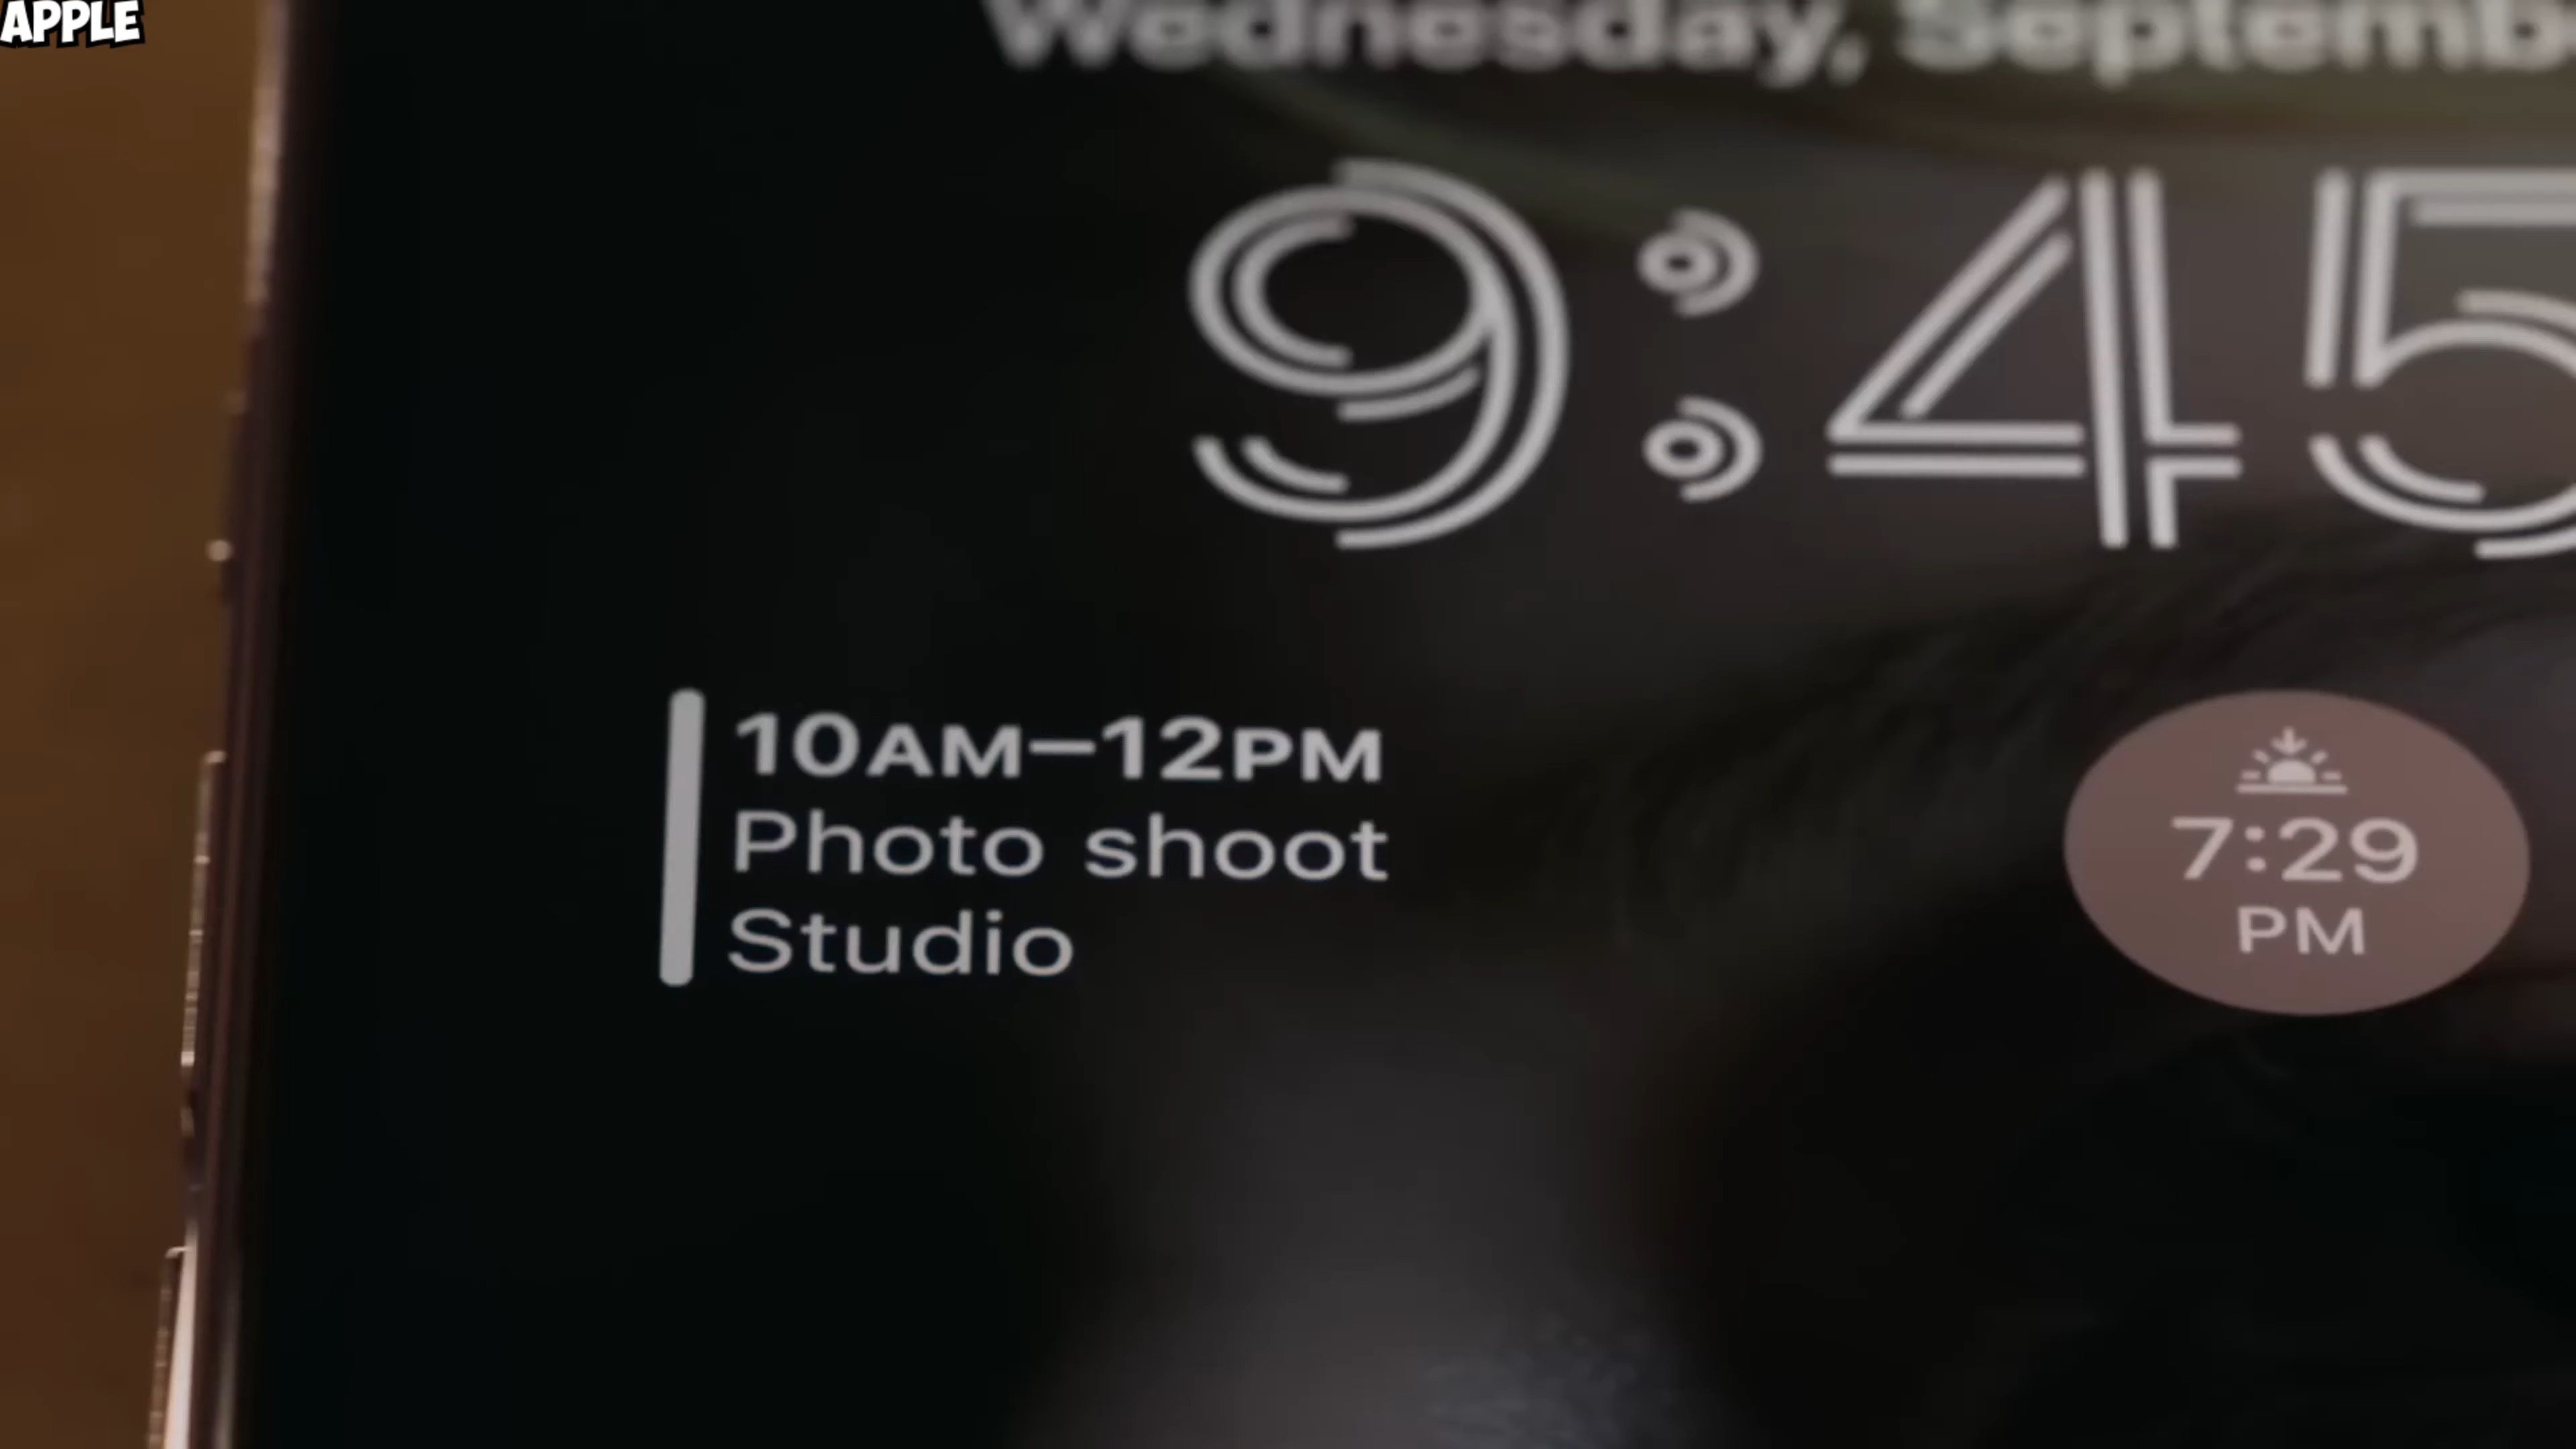 APPLE
Wednesday, Septemb
9:45
10AM–12PM
Photo shoot
Studio
7:29
PM